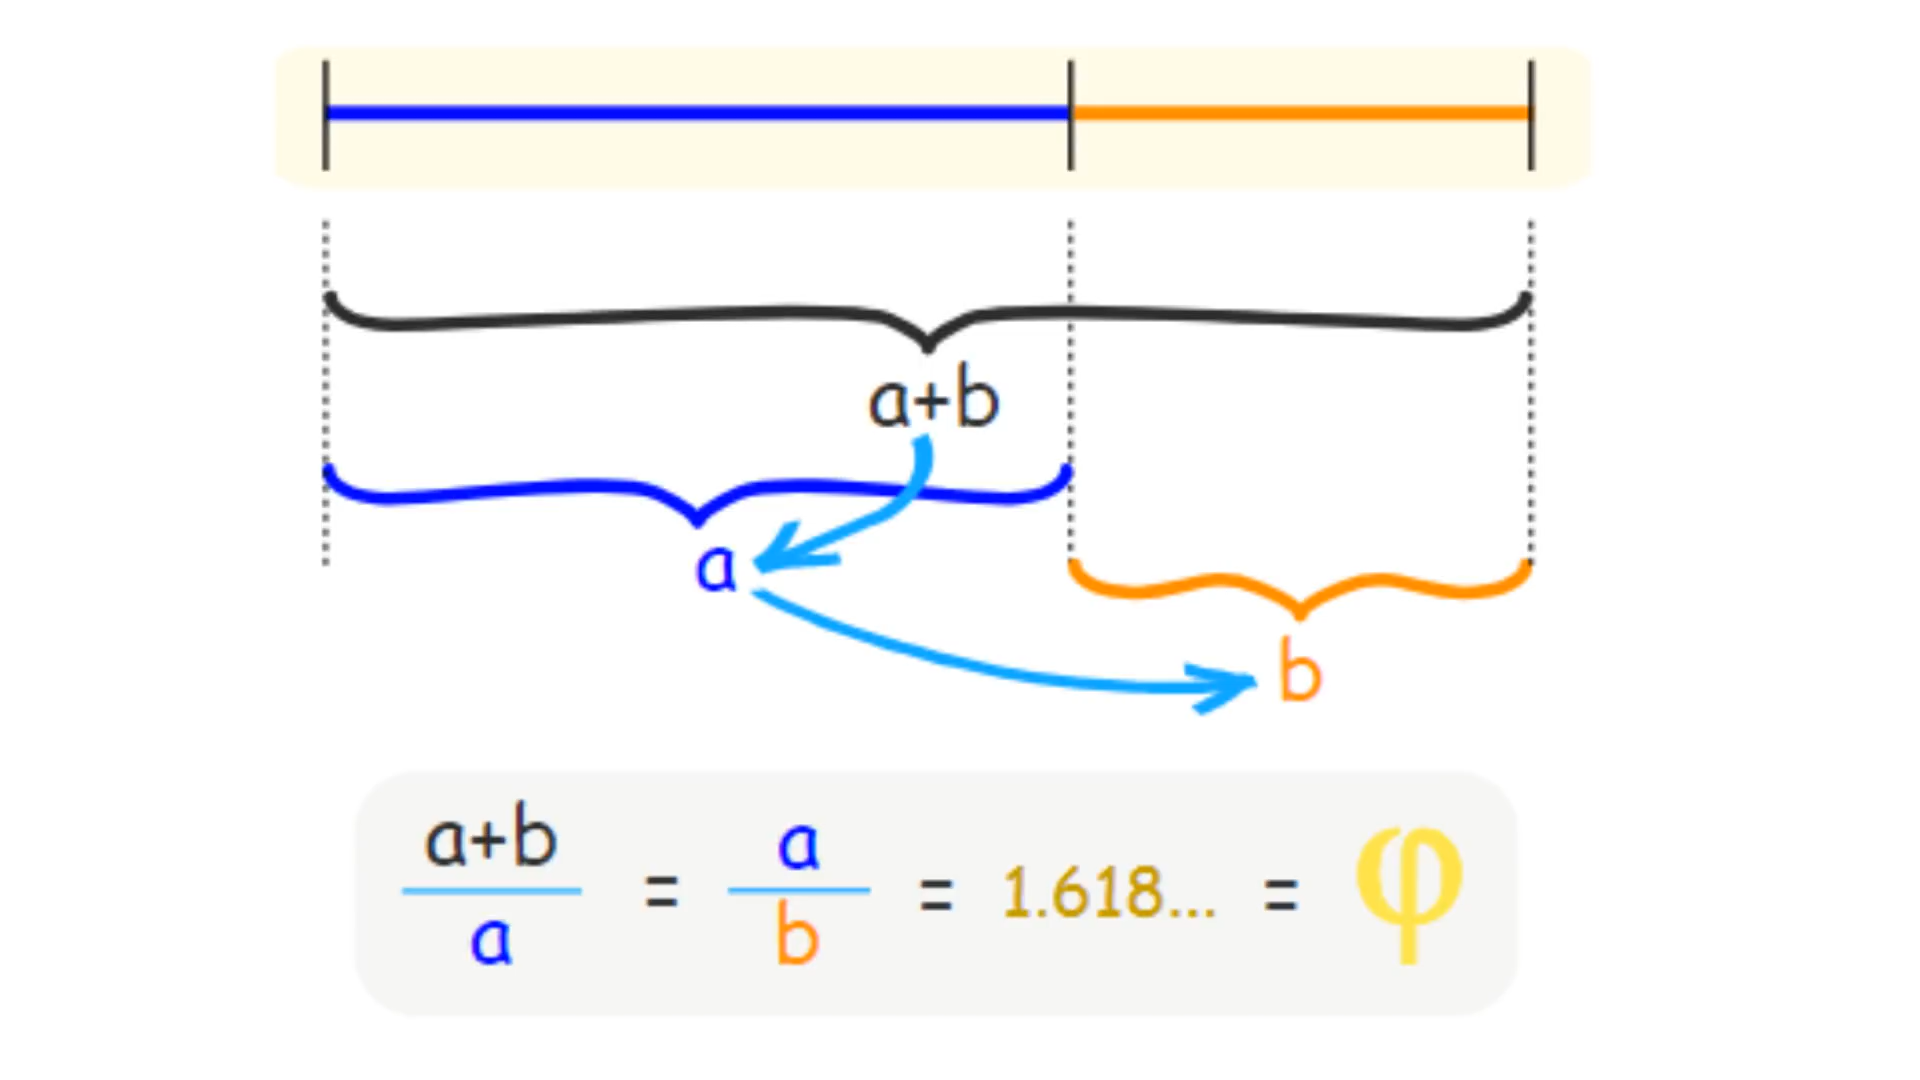 a+b
a
b
a+b / a = a / b = 1.618... = φ